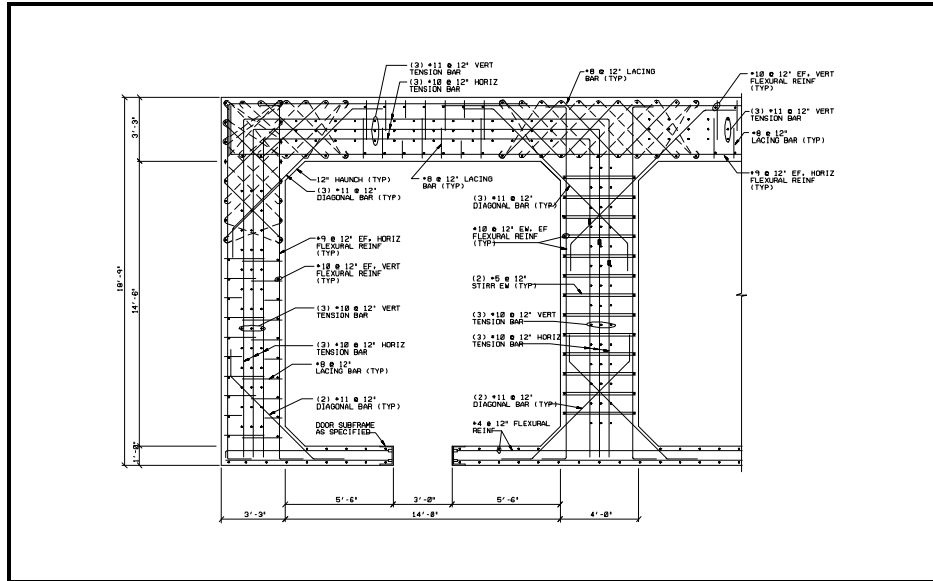 (3) #11 @ 12" VERT
TENSION BAR
(3) #10 @ 12" HORIZ
TENSION BAR
#8 @ 12" LACING
BAR (TYP)
#10 @ 12" EF, VERT
FLEXURAL REINF
(TYP)
(3) #11 @ 12" VERT
TENSION BAR
#8 @ 12"
LACING BAR (TYP)
#9 @ 12" EF, HORIZ
FLEXURAL REINF
(TYP)
12" HAUNCH (TYP)
(3) #11 @ 12"
DIAGONAL BAR (TYP)
#8 @ 12" LACING
BAR (TYP)
(3) #11 @ 12"
DIAGONAL BAR (TYP)
#10 @ 12" EW, EF
FLEXURAL REINF
(TYP)
#9 @ 12" EF, HORIZ
FLEXURAL REINF
(TYP)
#10 @ 12" EF, VERT
FLEXURAL REINF
(TYP)
(2) #5 @ 12"
STIRR EW (TYP)
(3) #10 @ 12" VERT
TENSION BAR
(3) #10 @ 12" VERT
TENSION BAR
(3) #10 @ 12" HORIZ
TENSION BAR
(3) #10 @ 12" HORIZ
TENSION BAR
#8 @ 12"
LACING BAR (TYP)
(2) #11 @ 12"
DIAGONAL BAR (TYP)
(2) #11 @ 12"
DIAGONAL BAR (TYP)
DOOR SUBFRAME
AS SPECIFIED
#4 @ 12" FLEXURAL
REINF
3'-3"
18'-9"
14'-6"
1'-0"
5'-6"
3'-0"
5'-6"
3'-3"
14'-0"
4'-0"